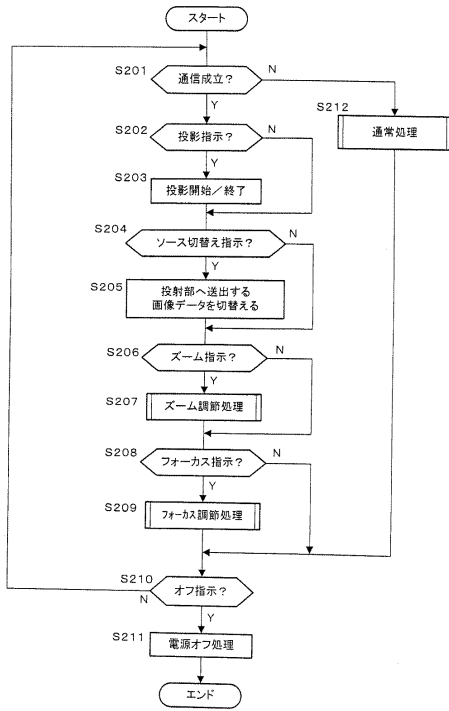 スタート
S201
通信成立?
N
Y
S212
通常処理
S202
投影指示?
N
Y
S203
投影開始/終了
S204
ソース切替え指示?
N
Y
S205
投射部へ送出する
画像データを切替える
S206
ズーム指示?
N
Y
S207
ズーム調節処理
S208
フォーカス指示?
N
Y
S209
フォーカス調節処理
S210
オフ指示?
N
Y
S211
電源オフ処理
エンド